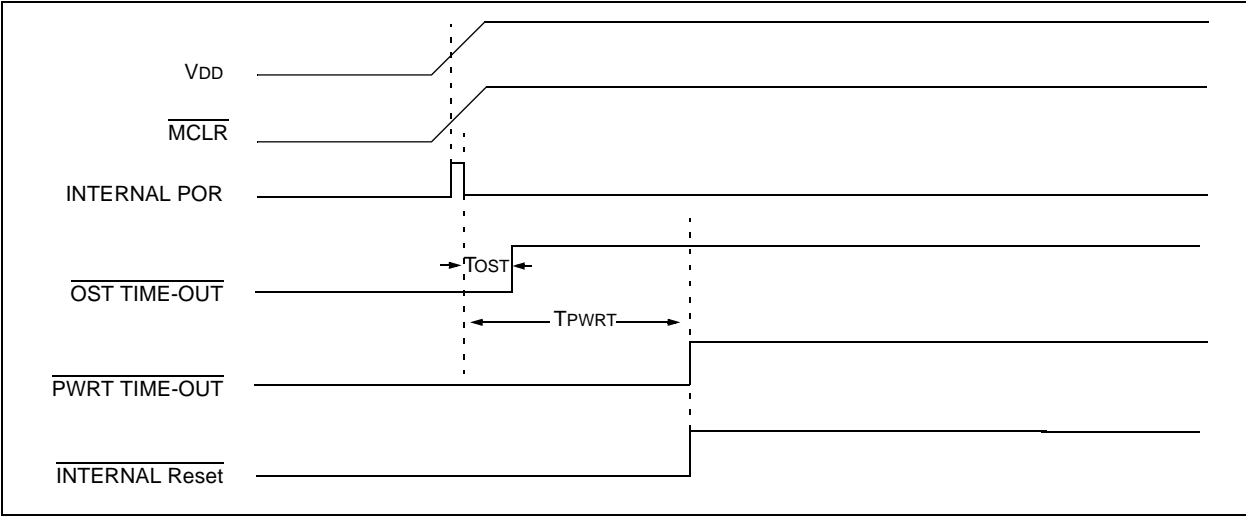 VDD
MCLR
INTERNAL POR
TOST
OST TIME-OUT
TPWRT
PWRT TIME-OUT
INTERNAL Reset